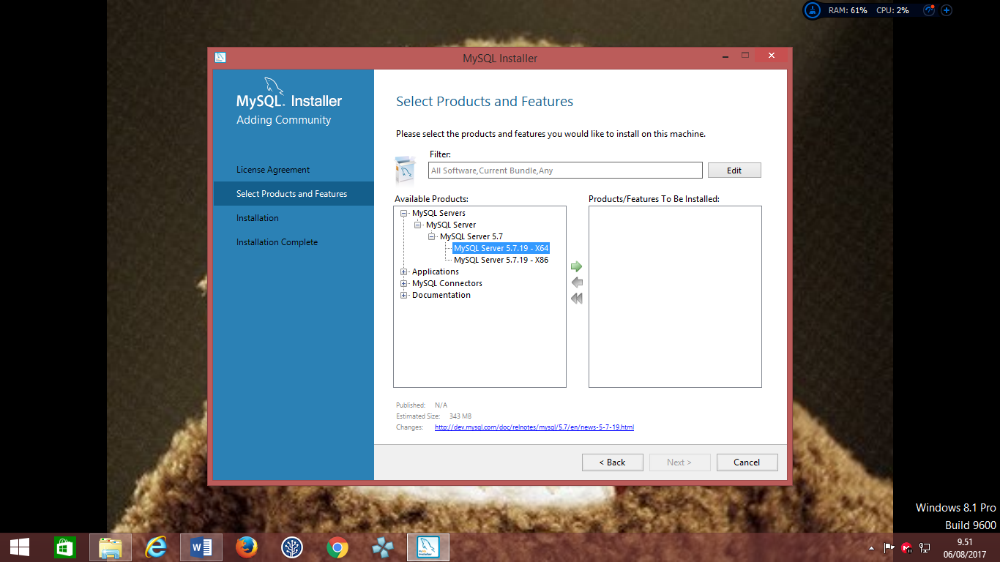 RAM: 61% CPU: 2%
MySQL Installer
MySQL. Installer
Adding Community
License Agreement
Select Products and Features
Installation
Installation Complete
Select Products and Features
Please select the products and features you would like to install on this machine.
Filter:
All Software,Current Bundle,Any
Edit
Available Products:
Products/Features To Be Installed:
MySQL Servers
MySQL Server
MySQL Server 5.7
MySQL Server 5.7.19 - X64
MySQL Server 5.7.19 - X86
Applications
MySQL Connectors
Documentation
Published: N/A
Estimated Size: 343 MB
Changes: http://dev.mysql.com/doc/relnotes/mysql/5.7/en/news-5-7-19.html
< Back
Next >
Cancel
Windows 8.1 Pro
Build 9600
9.51
06/08/2017